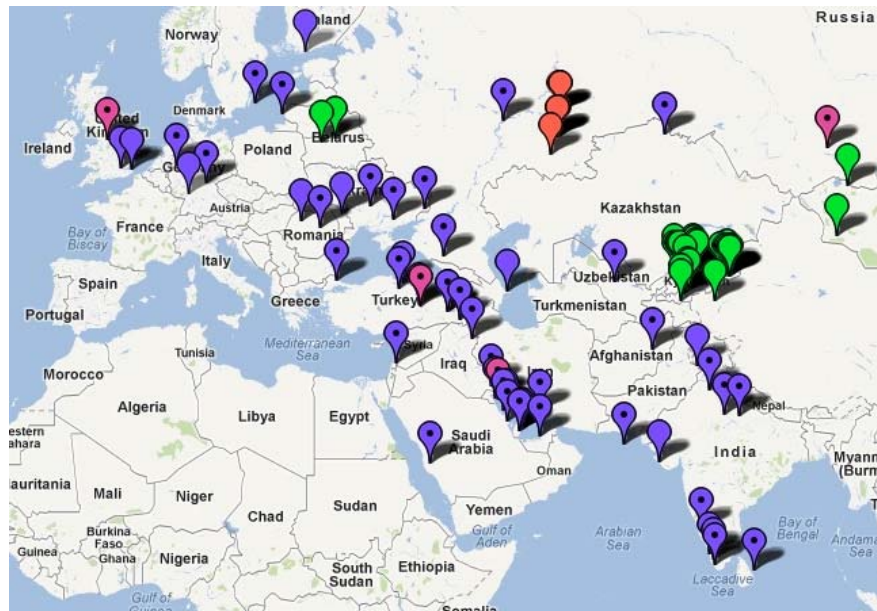 Russia
Norway
Denmark
Ireland
Poland
Belarus
Kazakhstan
Austria
France
Bay of
Biscay
Romania
Italy
Uzbekistan
Spain
Greece
Turkey
Turkmenistan
Portugal
Mediterranean
Sea
Tunisia
Syria
Afghanistan
Morocco
Iraq
Iran
Pakistan
Nepal
Algeria
Libya
Egypt
Saudi
Arabia
India
Oman
Mali
Niger
Chad
Sudan
Yemen
Gulf of
Aden
Arabian
Sea
Bay of
Bengal
Burkina
Faso
Guinea
Ghana
Nigeria
South
Sudan
Ethiopia
Laccadive
Sea
Gulf of